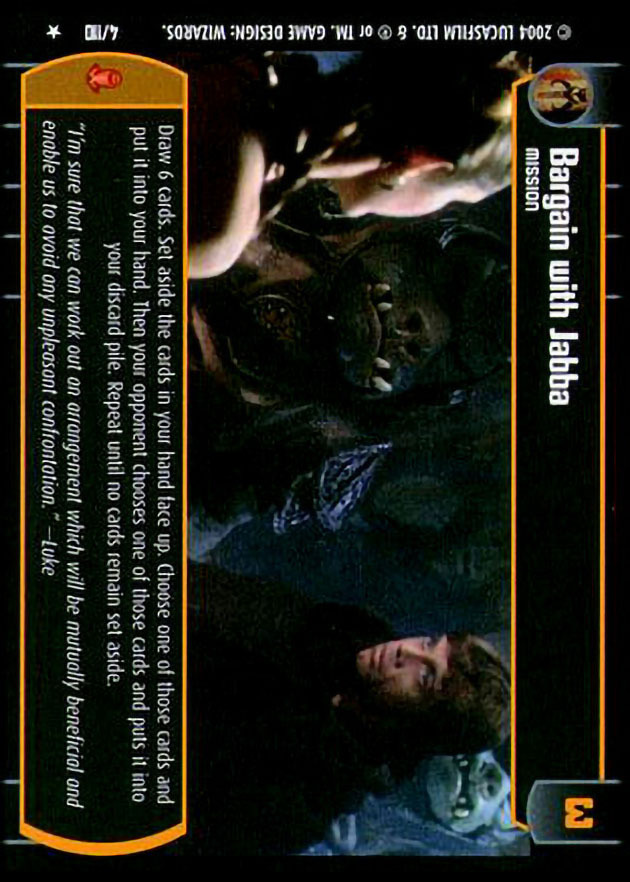 Bargain with Jabba
MISSION
3
Draw 6 cards. Set aside the cards in your hand face up. Choose one of those cards and
put it into your hand. Then your opponent chooses one of those cards and puts it into
your discard pile. Repeat until no cards remain set aside.
"I'm sure that we can work out an arrangement which will be mutually beneficial and
enable us to avoid any unpleasant confrontation." —Luke
© 2004 LUCASFILM LTD. & ® or TM. GAME DESIGN: WIZARDS.
4/110 ★